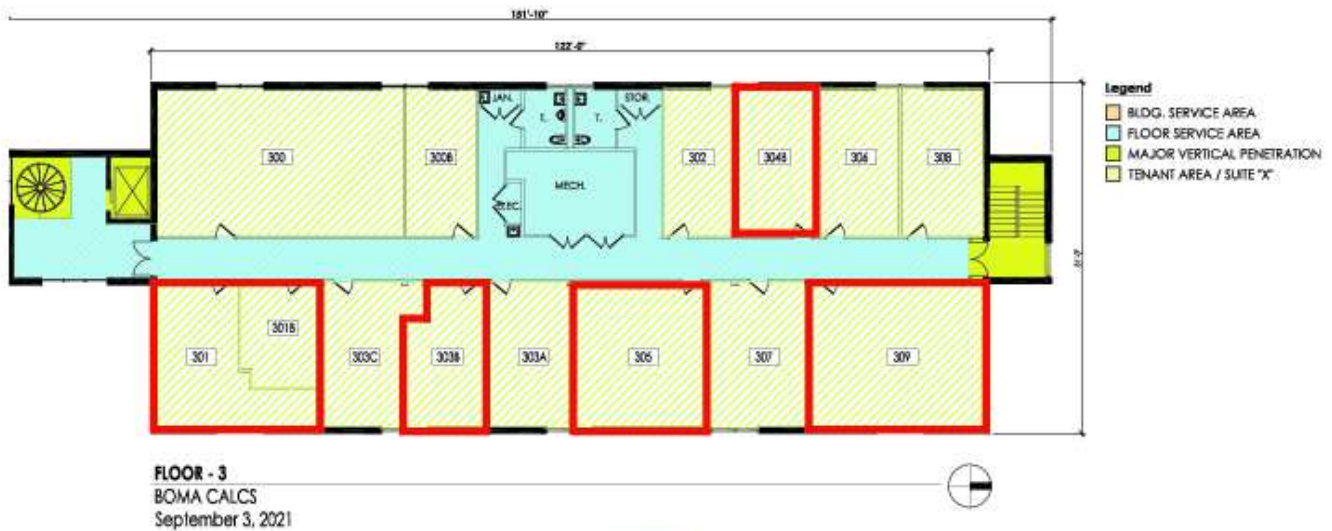 151'-10"
122'-0"
Legend
BLDG. SERVICE AREA
FLOOR SERVICE AREA
MAJOR VERTICAL PENETRATION
TENANT AREA / SUITE "X"
JAN.
T.
T.
STOR.
300
300B
302
304B
306
308
MECH.
ELEC.
301
301B
303C
303B
303A
305
307
309
FLOOR - 3
BOMA CALCS
September 3, 2021